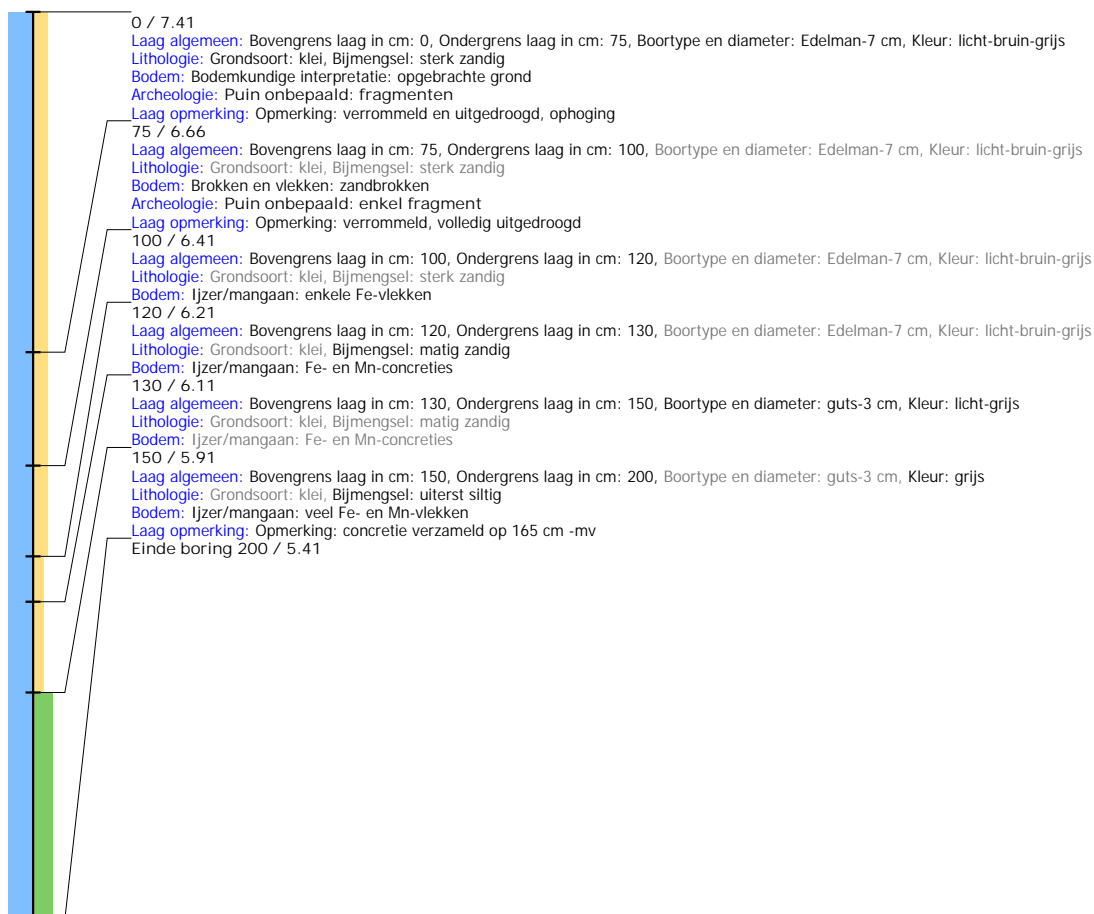 0 / 7.41
Laag algemeen: Bovengrens laag in cm: 0, Ondergrens laag in cm: 75, Boortype en diameter: Edelman-7 cm, Kleur: licht-bruin-grijs
Lithologie: Grondsoort: klei, Bijmengsel: sterk zandig
Bodem: Bodemkundige interpretatie: opgebrachte grond
Archeologie: Puin onbepaald: fragmenten
Laag opmerking: Opmerking: verrommeld en uitgedroogd, ophoging
75 / 6.66
Laag algemeen: Bovengrens laag in cm: 75, Ondergrens laag in cm: 100, Boortype en diameter: Edelman-7 cm, Kleur: licht-bruin-grijs
Lithologie: Grondsoort: klei, Bijmengsel: sterk zandig
Bodem: Brokken en vlekken: zandbrokken
Archeologie: Puin onbepaald: enkel fragment
Laag opmerking: Opmerking: verrommeld, volledig uitgedroogd
100 / 6.41
Laag algemeen: Bovengrens laag in cm: 100, Ondergrens laag in cm: 120, Boortype en diameter: Edelman-7 cm, Kleur: licht-bruin-grijs
Lithologie: Grondsoort: klei, Bijmengsel: sterk zandig
Bodem: Ijzer/mangaan: enkele Fe-vlekken
120 / 6.21
Laag algemeen: Bovengrens laag in cm: 120, Ondergrens laag in cm: 130, Boortype en diameter: Edelman-7 cm, Kleur: licht-bruin-grijs
Lithologie: Grondsoort: klei, Bijmengsel: matig zandig
Bodem: Ijzer/mangaan: Fe- en Mn-concreties
130 / 6.11
Laag algemeen: Bovengrens laag in cm: 130, Ondergrens laag in cm: 150, Boortype en diameter: guts-3 cm, Kleur: licht-grijs
Lithologie: Grondsoort: klei, Bijmengsel: matig zandig
Bodem: Ijzer/mangaan: Fe- en Mn-concreties
150 / 5.91
Laag algemeen: Bovengrens laag in cm: 150, Ondergrens laag in cm: 200, Boortype en diameter: guts-3 cm, Kleur: grijs
Lithologie: Grondsoort: klei, Bijmengsel: uiterst siltig
Bodem: Ijzer/mangaan: veel Fe- en Mn-vlekken
Laag opmerking: Opmerking: concretie verzameld op 165 cm -mv
Einde boring 200 / 5.41